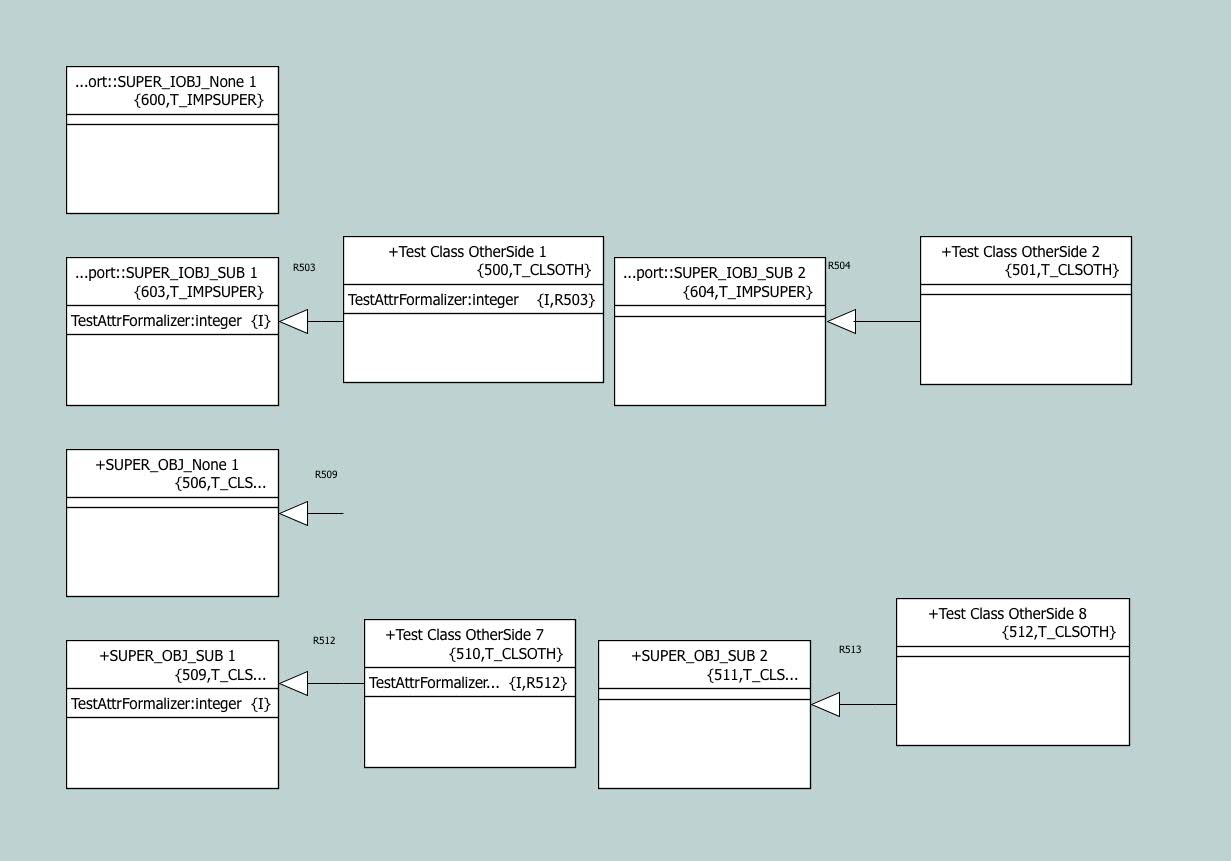 ...ort::SUPER_IOBJ_None 1
{600,T_IMPSUPER}
...port::SUPER_IOBJ_SUB 1
{603,T_IMPSUPER}
TestAttrFormalizer:integer {I}
R503
+Test Class OtherSide 1
{500,T_CLSOTH}
TestAttrFormalizer:integer {I,R503}
...port::SUPER_IOBJ_SUB 2
{604,T_IMPSUPER}
R504
+Test Class OtherSide 2
{501,T_CLSOTH}
+SUPER_OBJ_None 1
{506,T_CLS...
R509
+SUPER_OBJ_SUB 1
{509,T_CLS...
TestAttrFormalizer:integer {I}
R512
+Test Class OtherSide 7
{510,T_CLSOTH}
TestAttrFormalizer... {I,R512}
+SUPER_OBJ_SUB 2
{511,T_CLS...
R513
+Test Class OtherSide 8
{512,T_CLSOTH}